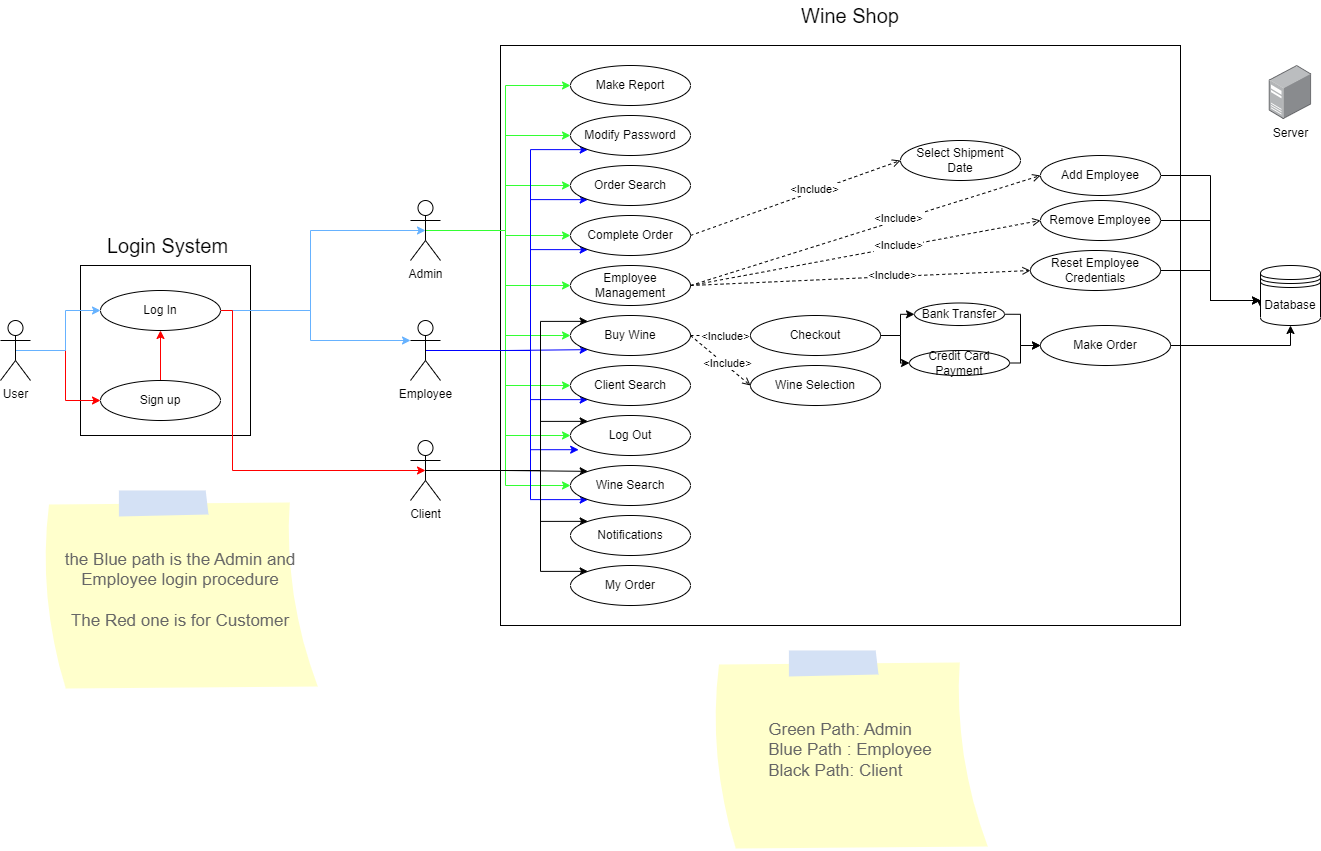 Wine Shop
Make Report
Modify Password
Order Search
Complete Order
Employee
Management
Buy Wine
Client Search
Log Out
Wine Search
Notifications
My Order
Select Shipment
Date
Add Employee
Remove Employee
Reset Employee
Credentials
<Include>
<Include>
<Include>
<Include>
<Include>
<Include>
Checkout
Wine Selection
Bank Transfer
Credit Card
Payment
Make Order
Server
Database
Login System
Log In
Sign up
User
Admin
Employee
Client
the Blue path is the Admin and
Employee login procedure
The Red one is for Customer
Green Path: Admin
Blue Path : Employee
Black Path: Client